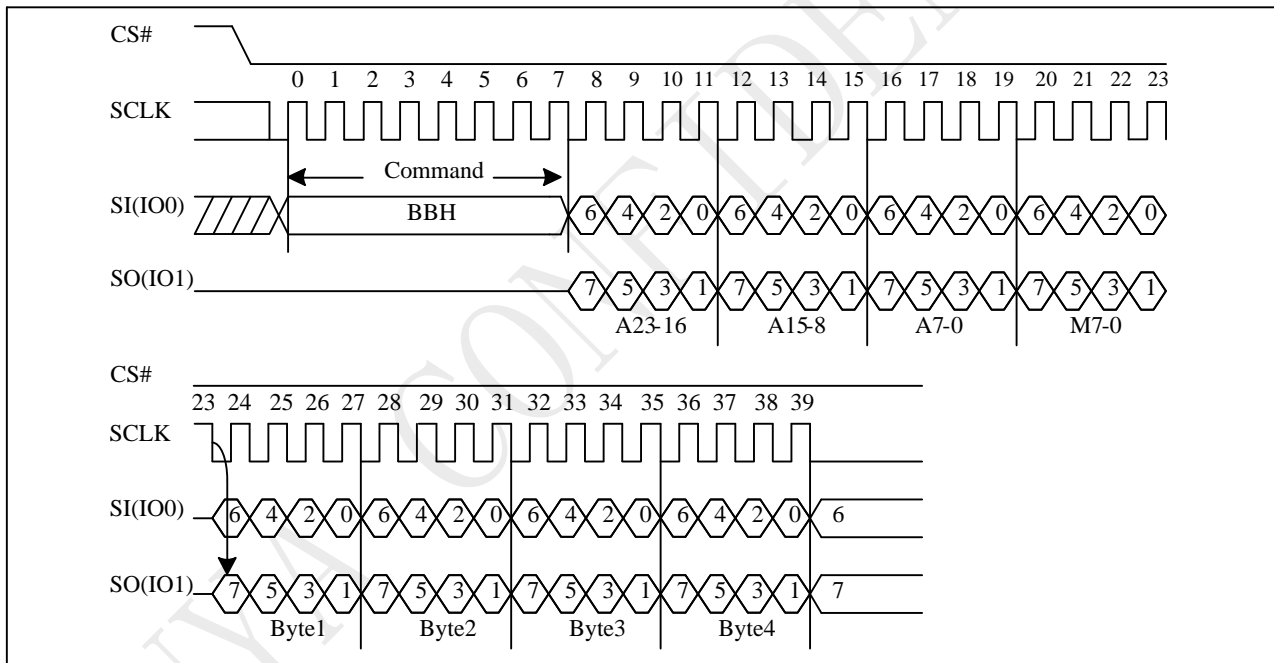 CS#
0 1 2 3 4 5 6 7 8 9 10 11 12 13 14 15 16 17 18 19 20 21 22 23
SCLK
Command
SI(IO0) BBH 6 4 2 0 6 4 2 0 6 4 2 0 6 4 2 0
SO(IO1) 7 5 3 1 7 5 3 1 7 5 3 1 7 5 3 1
A23-16 A15-8 A7-0 M7-0
CS#
23 24 25 26 27 28 29 30 31 32 33 34 35 36 37 38 39
SCLK
SI(IO0) 6 4 2 0 6 4 2 0 6 4 2 0 6 4 2 0 6
SO(IO1) 7 5 3 1 7 5 3 1 7 5 3 1 7 5 3 1 7
Byte1 Byte2 Byte3 Byte4